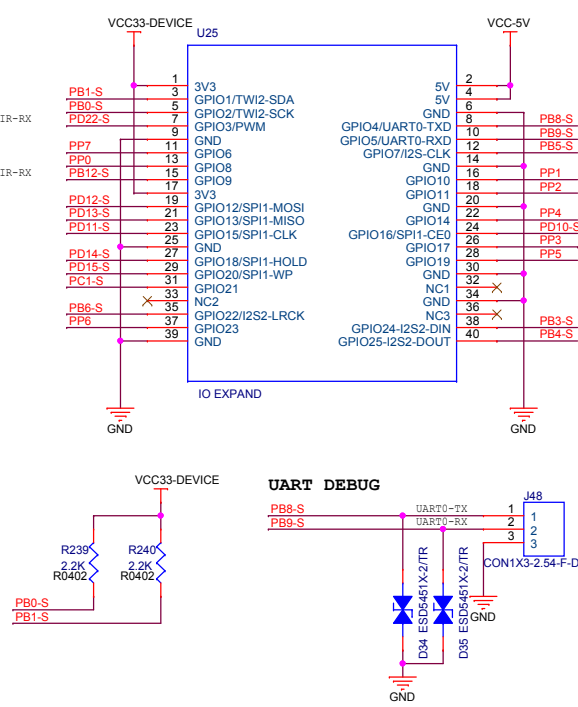 VCC33-DEVICE
U25
VCC-5V
1
3V3
5V
2
PB1-S
3
GPIO1/TWI2-SDA
5V
4
PB0-S
5
GPIO2/TWI2-SCK
GND
6
IR-RX
PD22-S
7
GPIO3/PWM
GPIO4/UART0-TXD
8
PB8-S
9
GND
GPIO5/UART0-RXD
10
PB9-S
PP7
11
GPIO6
GPIO7/I2S-CLK
12
PB5-S
PP0
13
GPIO8
GND
14
IR-RX
PB12-S
15
GPIO9
GPIO10
16
PP1
17
3V3
GPIO11
18
PP2
PD12-S
19
GPIO12/SPI1-MOSI
GND
20
PD13-S
21
GPIO13/SPI1-MISO
GPIO14
22
PP4
PD11-S
23
GPIO15/SPI1-CLK
GPIO16/SPI1-CE0
24
PD10-S
25
GND
GPIO17
26
PP3
PD14-S
27
GPIO18/SPI1-HOLD
GPIO19
28
PP5
PD15-S
29
GPIO20/SPI1-WP
GND
30
PC1-S
31
GPIO21
NC1
32
33
NC2
GND
34
PB6-S
35
GPIO22/I2S2-LRCK
NC3
36
PP6
37
GPIO23
GPIO24-I2S2-DIN
38
PB3-S
39
GND
GPIO25-I2S2-DOUT
40
PB4-S
IO EXPAND
GND
GND
VCC33-DEVICE
R239
2.2K
R0402
R240
2.2K
R0402
PB0-S
PB1-S
UART DEBUG
PB8-S
UART0-TX
PB9-S
UART0-RX
J48
1
1
2
2
3
3
CON1X3-2.54-F-D
GND
D34 ESD5451X-2/TR
D35 ESD5451X-2/TR
GND